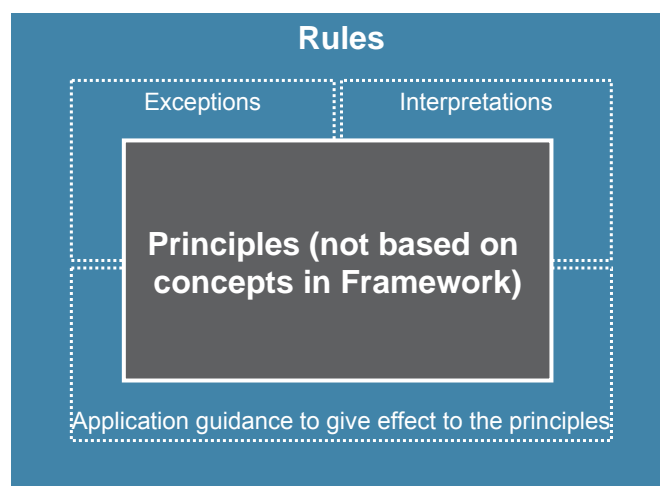 Rules
Exceptions
Interpretations
Principles (not based on
concepts in Framework)
Application guidance to give effect to the principles